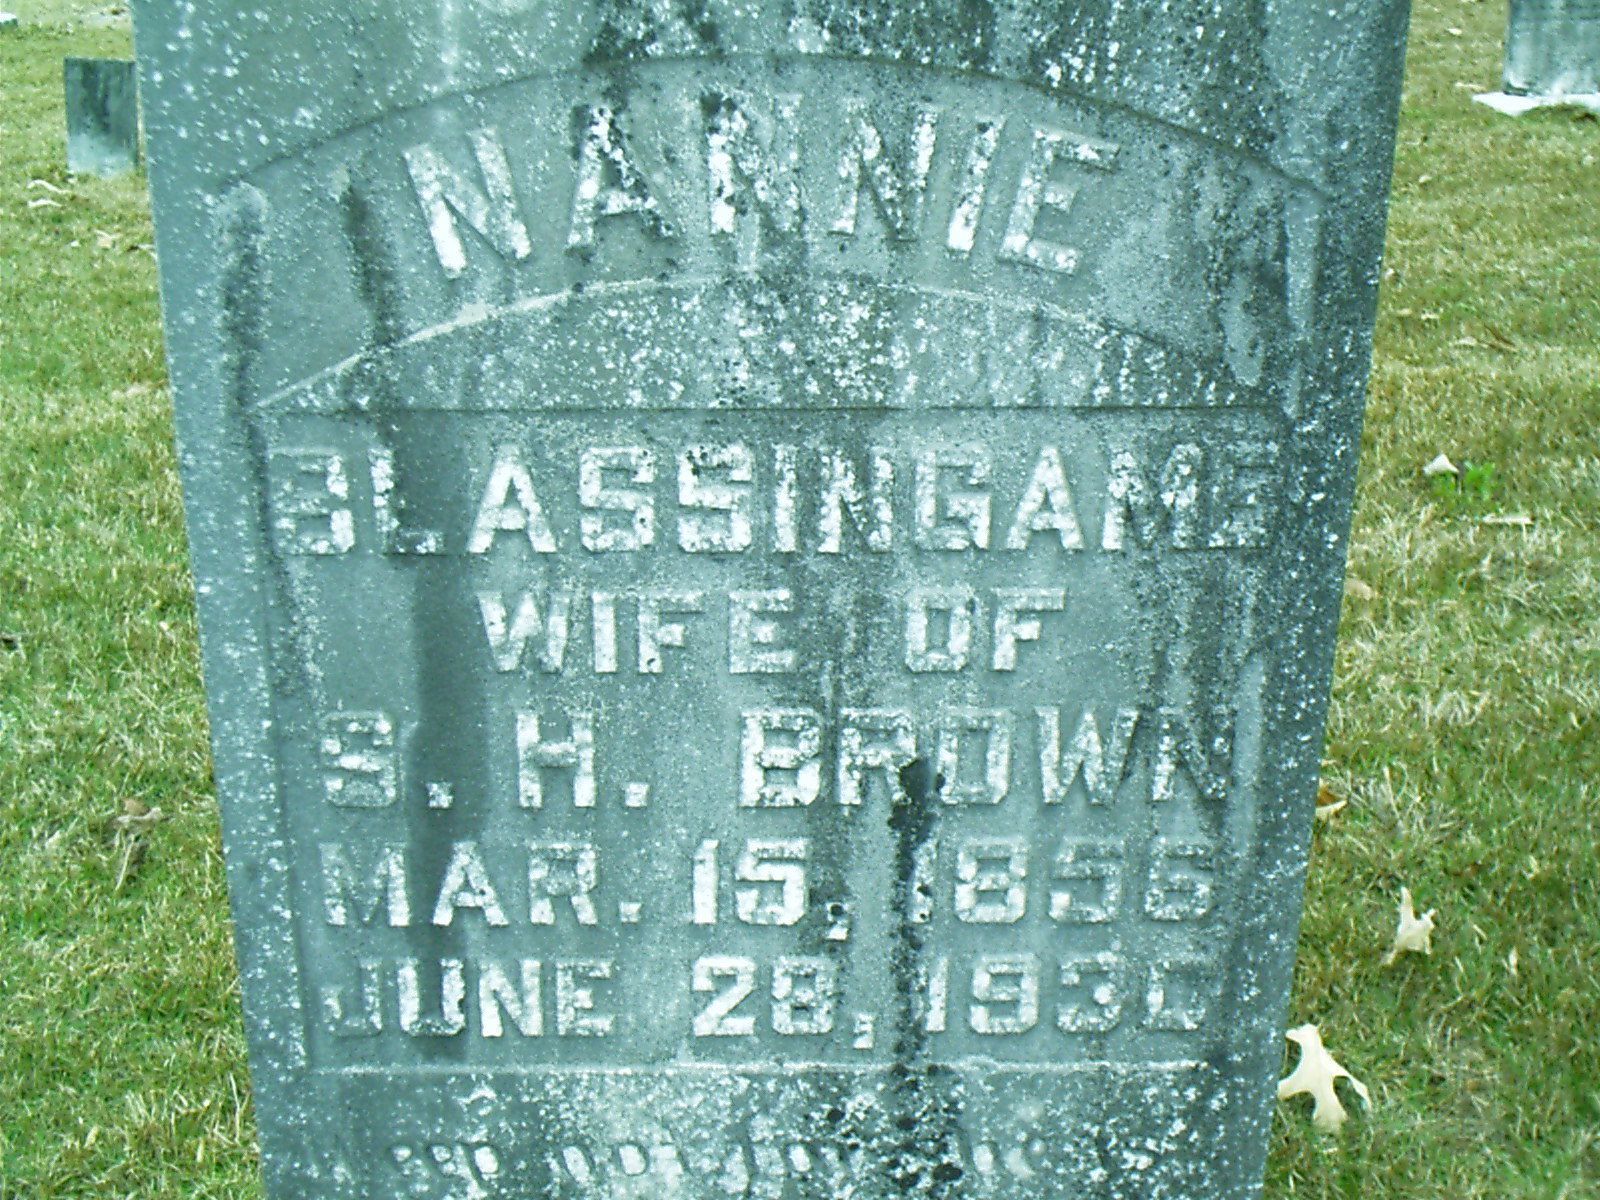 NANNIE
BLASSINGAME
WIFE OF
S. H. BROWN
MAR. 15, 1856
JUNE 28, 1930